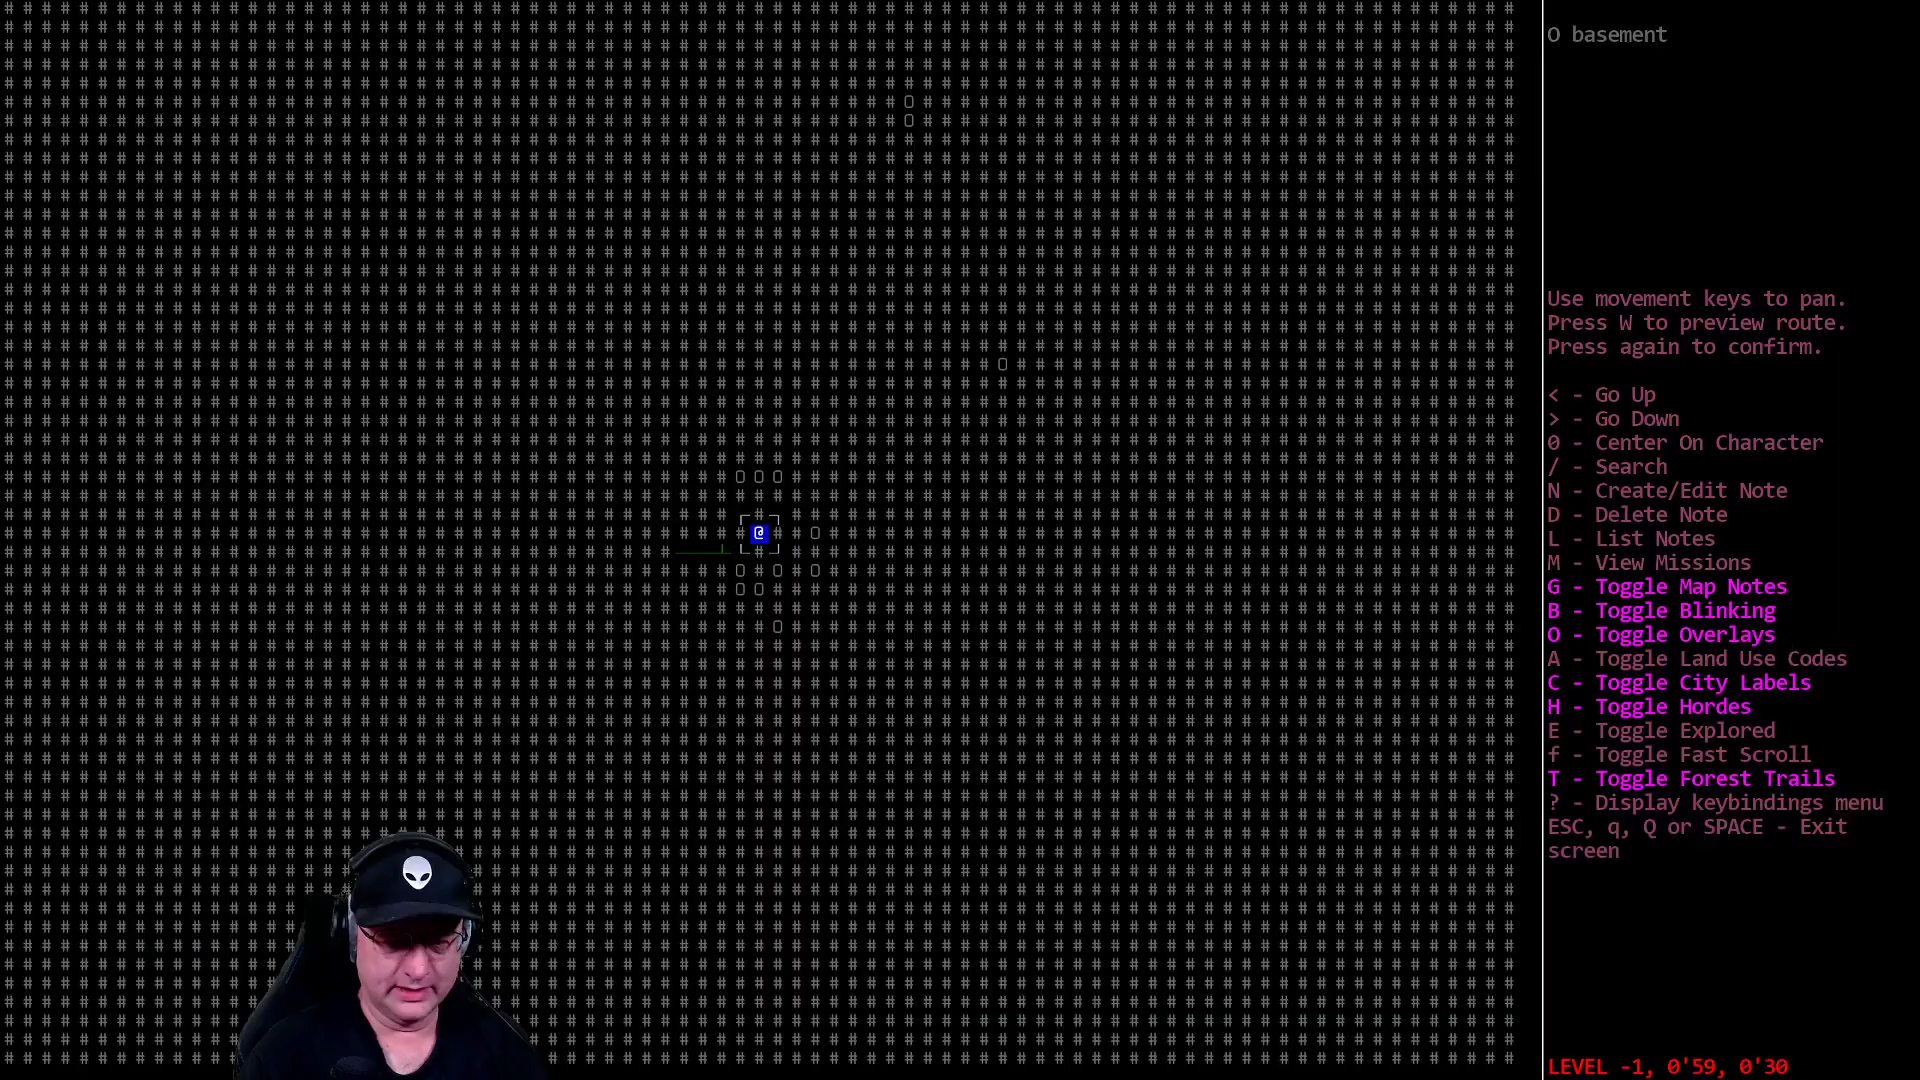 O basement
Use movement keys to pan.
Press W to preview route.
Press again to confirm.
< - Go Up
> - Go Down
0 - Center On Character
/ - Search
N - Create/Edit Note
D - Delete Note
L - List Notes
M - View Missions
G - Toggle Map Notes
B - Toggle Blinking
O - Toggle Overlays
A - Toggle Land Use Codes
C - Toggle City Labels
H - Toggle Hordes
E - Toggle Explored
f - Toggle Fast Scroll
T - Toggle Forest Trails
? - Display keybindings menu
ESC, q, Q or SPACE - Exit
screen
LEVEL -1, 0'59, 0'30
@